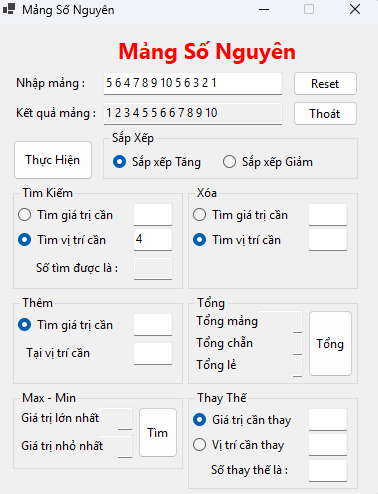 Mảng Số Nguyên
Mảng Số Nguyên
Nhập mảng : 5 6 4 7 8 9 10 5 6 3 2 1 Reset
Kết quả mảng : 1 2 3 4 5 5 6 6 7 8 9 10 Thoát
Thực Hiện
Sắp Xếp
Sắp xếp Tăng Sắp xếp Giảm
Tìm Kiếm
Tìm giá trị cần
Tìm vị trí cần 4
Số tìm được là :
Xóa
Tìm giá trị cần
Tìm vị trí cần
Thêm
Tìm giá trị cần
Tại vị trí cần
Tổng
Tổng mảng
Tổng chẵn
Tổng lẻ
Tổng
Max - Min
Giá trị lớn nhất
Giá trị nhỏ nhất
Tìm
Thay Thế
Giá trị cần thay
Vị trí cần thay
Số thay thế là :